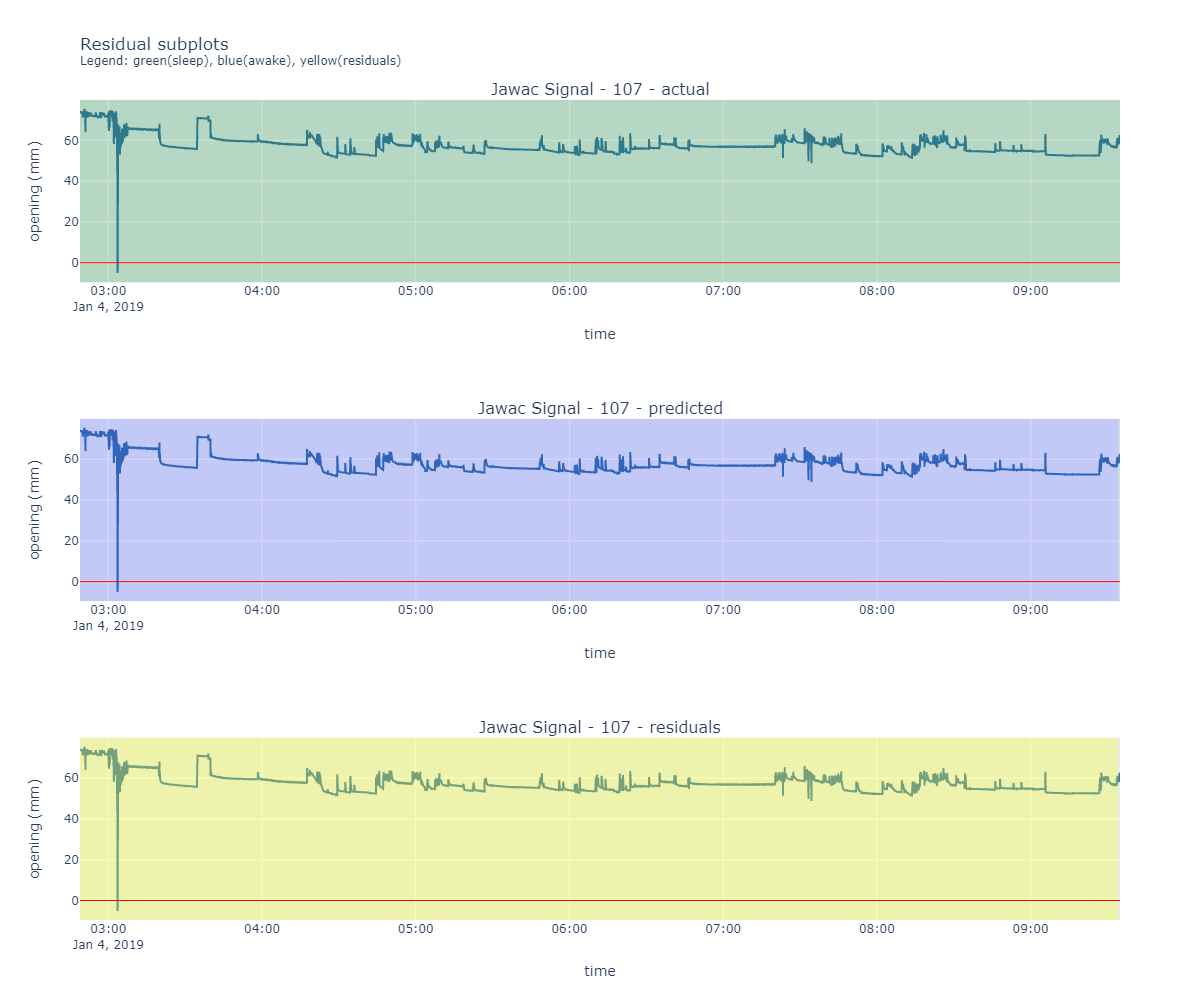 Residual subplots
Legend: green(sleep), blue(awake), yellow(residuals)
Jawac Signal - 107 - actual
opening (mm)
60
40
20
0
03:00 04:00 05:00 06:00 07:00 08:00 09:00
Jan 4, 2019
time
Jawac Signal - 107 - predicted
opening (mm)
60
40
20
0
03:00 04:00 05:00 06:00 07:00 08:00 09:00
Jan 4, 2019
time
Jawac Signal - 107 - residuals
opening (mm)
60
40
20
0
03:00 04:00 05:00 06:00 07:00 08:00 09:00
Jan 4, 2019
time